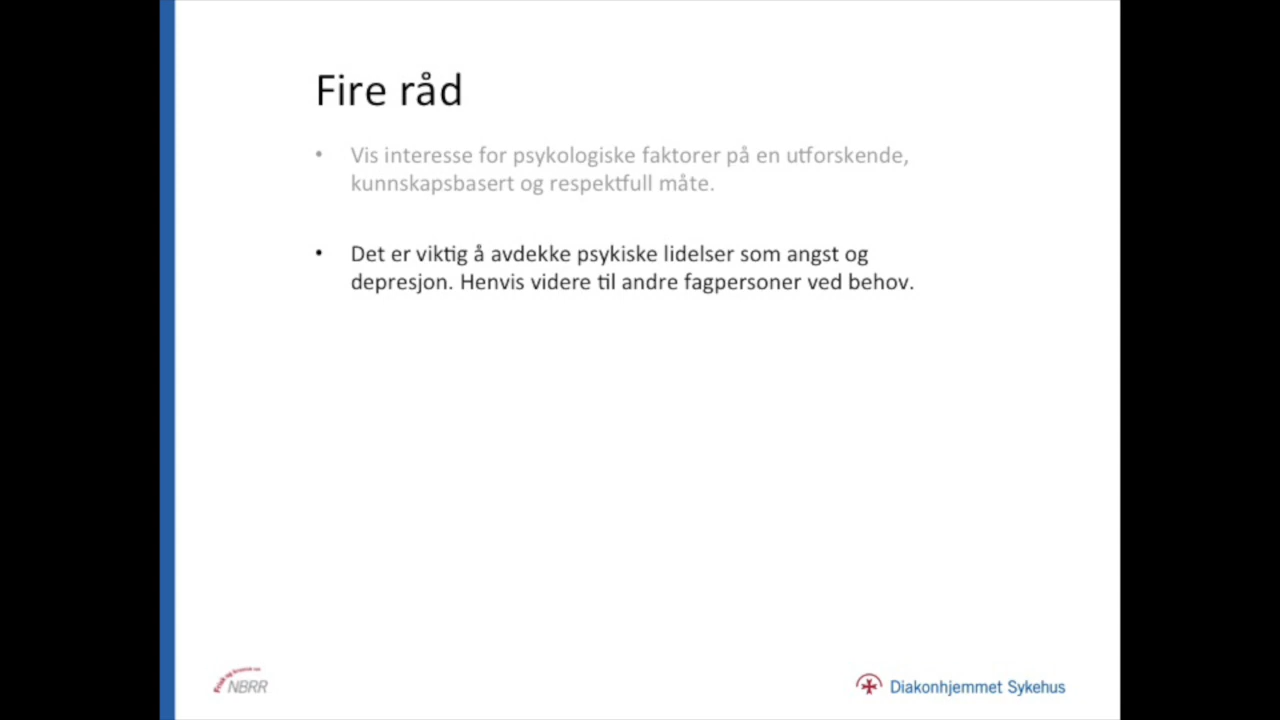 Fire råd
• Vis interesse for psykologiske faktorer på en utforskende,
kunnskapsbasert og respektfull måte.
• Det er viktig å avdekke psykiske lidelser som angst og
depresjon. Henvis videre til andre fagpersoner ved behov.
NBRR
Diakonhjemmet Sykehus